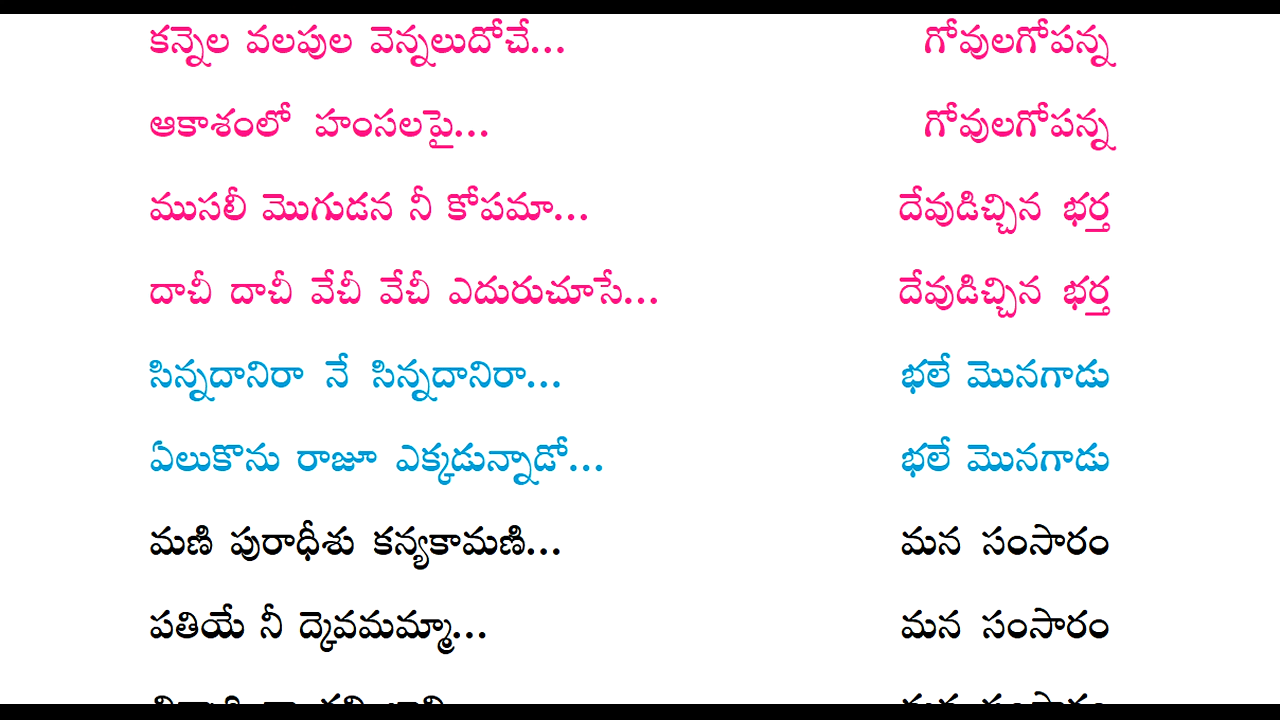 కన్నెల వలపుల వెన్నలుదోచే... గోవులగోపన్న
ఆకాశంలో హంసలపై... గోవులగోపన్న
ముసలీ మొగుడన నీ కోపమా... దేవుడిచ్చిన భర్త
దాచీ దాచీ వేచీ వేచీ ఎదురుచూసే... దేవుడిచ్చిన భర్త
సిన్నదానిరా నే సిన్నదానిరా... భలే మొనగాడు
ఏలుకొను రాజూ ఎక్కడున్నాడో... భలే మొనగాడు
మణి పురాధీశు కన్యకామణి... మన సంసారం
పతియే నీ ద్కెవమమ్మా... మన సంసారం
మన సంసారం